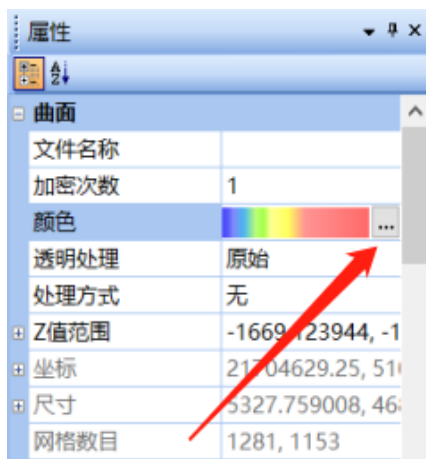 属性
曲面
文件名称
加密次数 1
颜色 ...
透明处理 原始
处理方式 无
Z值范围 -1669.123944, -1
坐标 21704629.25, 51
尺寸 5327.759008, 46
网格数目 1281, 1153